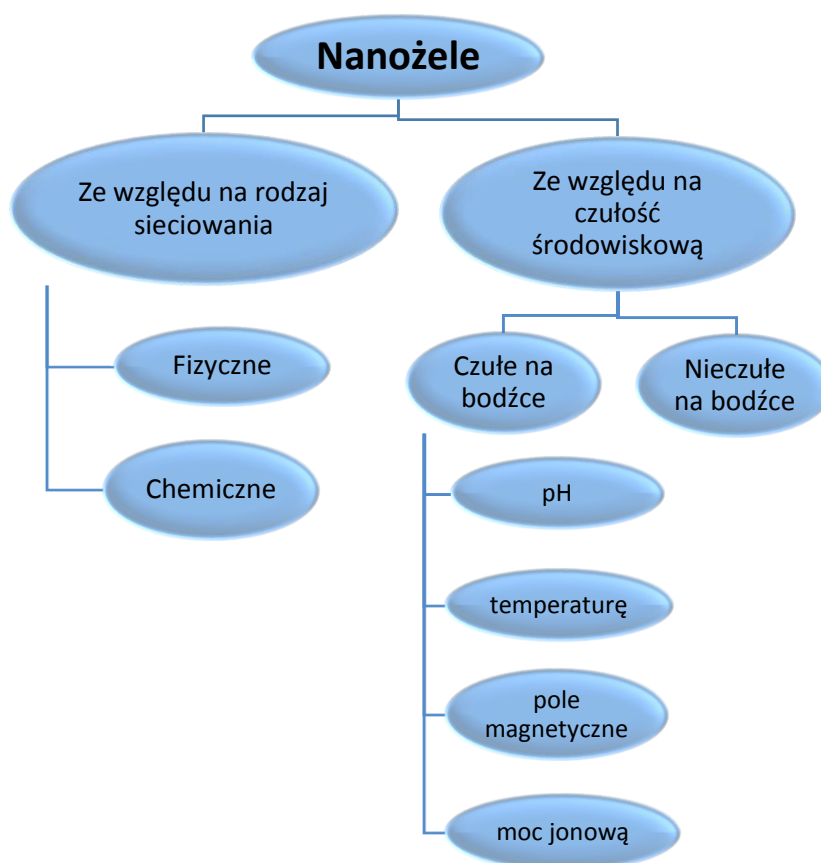 Nanożele
Ze względu na rodzaj
sieciowania
Fizyczne
Chemiczne
Ze względu na
czułość
środowiskową
Czułe na
bodźce
Nieczułe
na bodźce
pH
temperaturę
pole
magnetyczne
moc jonową